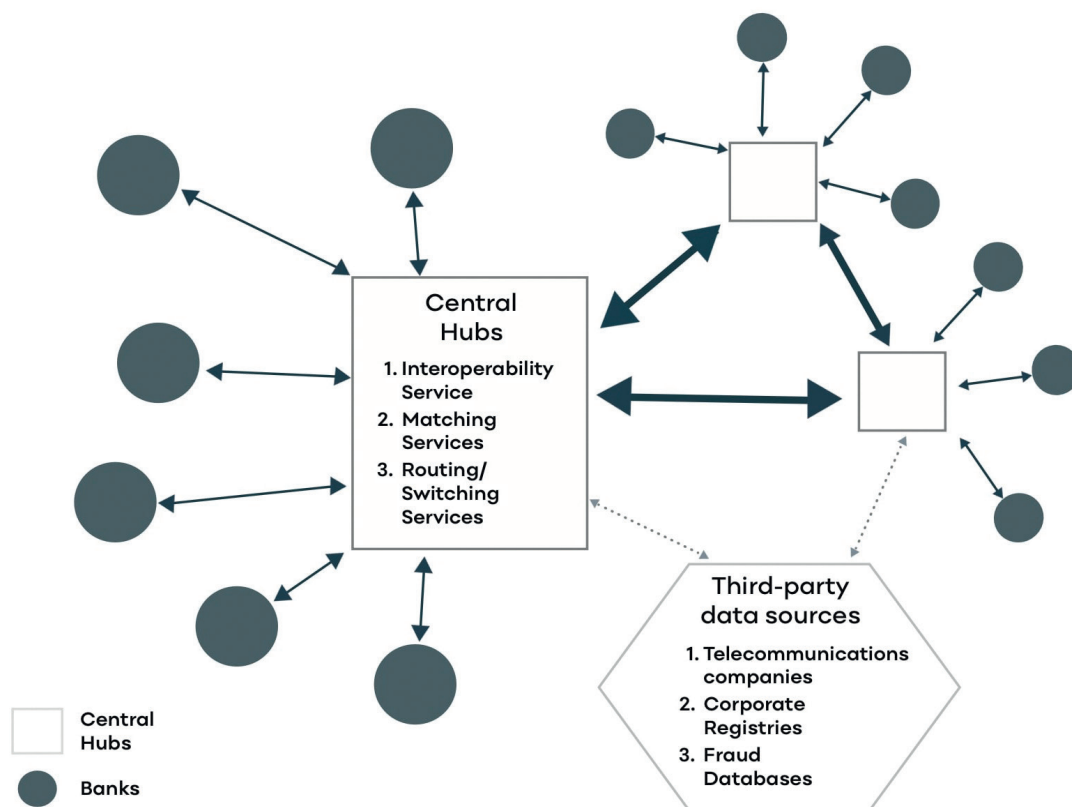 Central
Hubs
1. Interoperability
Service
2. Matching
Services
3. Routing/
Switching
Services
Third-party
data sources
1. Telecommunications
companies
2. Corporate
Registries
3. Fraud
Databases
Central
Hubs
Banks